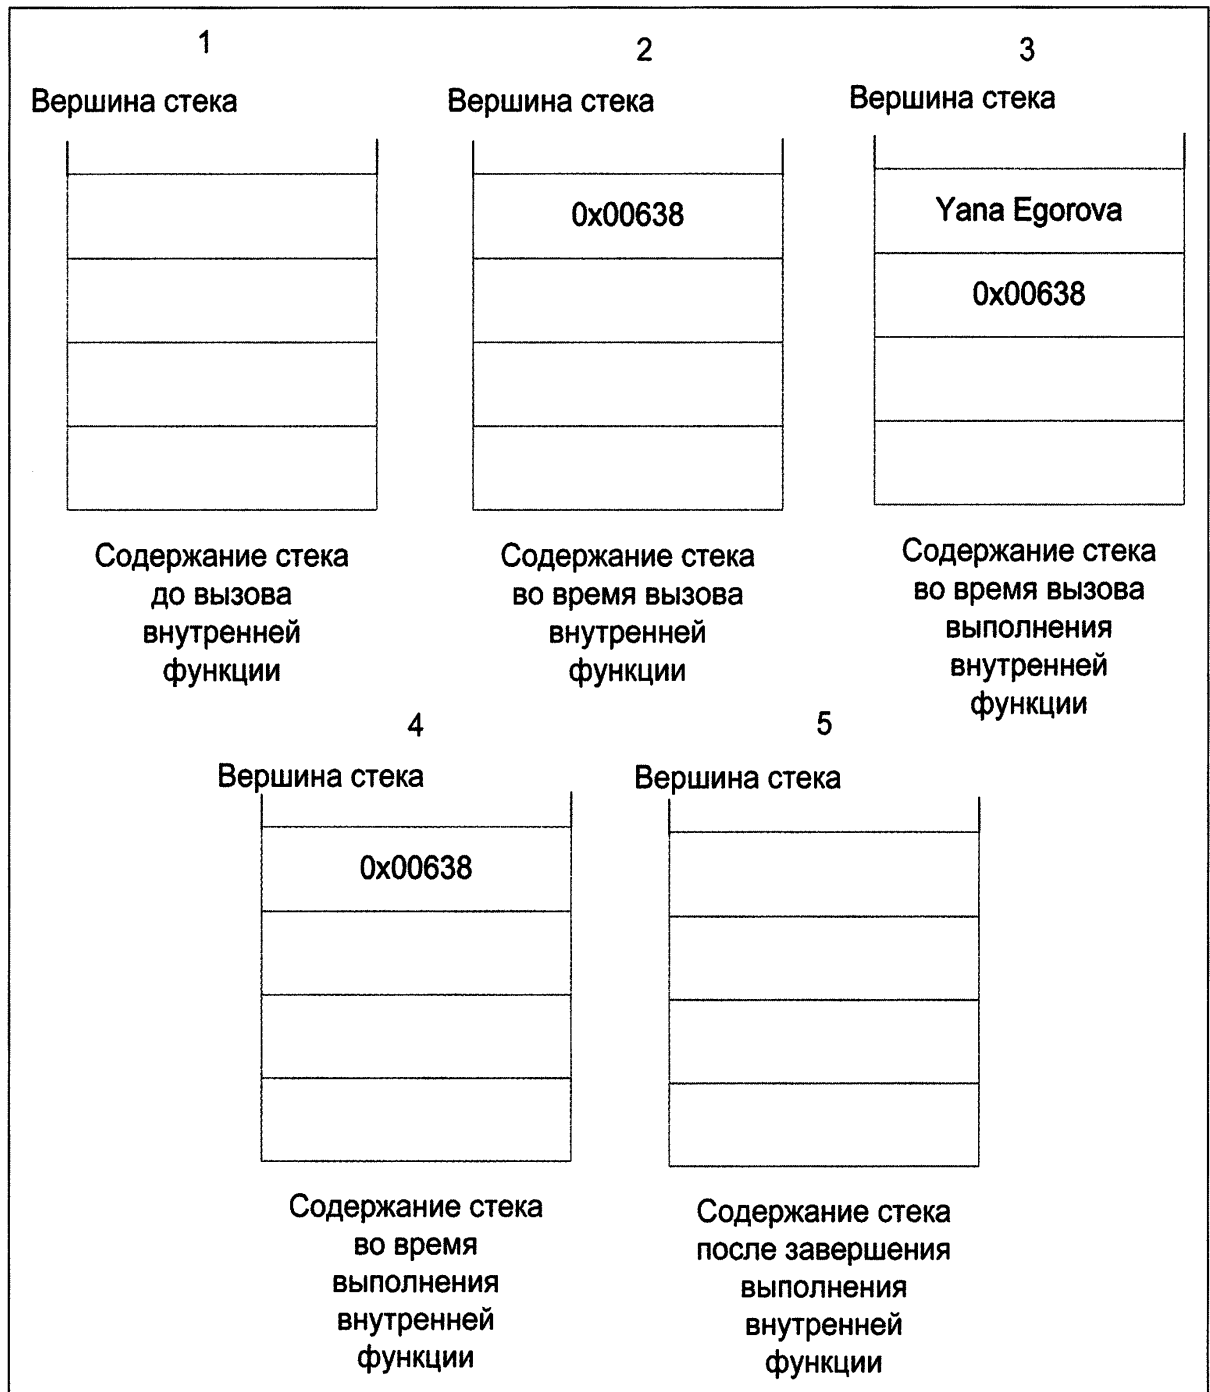 1
Вершина стека
Содержание стека
до вызова
внутренней
функции
2
Вершина стека
0x00638
Содержание стека
во время вызова
внутренней
функции
3
Вершина стека
Yana Egorova
0x00638
Содержание стека
во время вызова
выполнения
внутренней
функции
4
Вершина стека
0x00638
Содержание стека
во время
выполнения
внутренней
функции
5
Вершина стека
Содержание стека
после завершения
выполнения
внутренней
функции